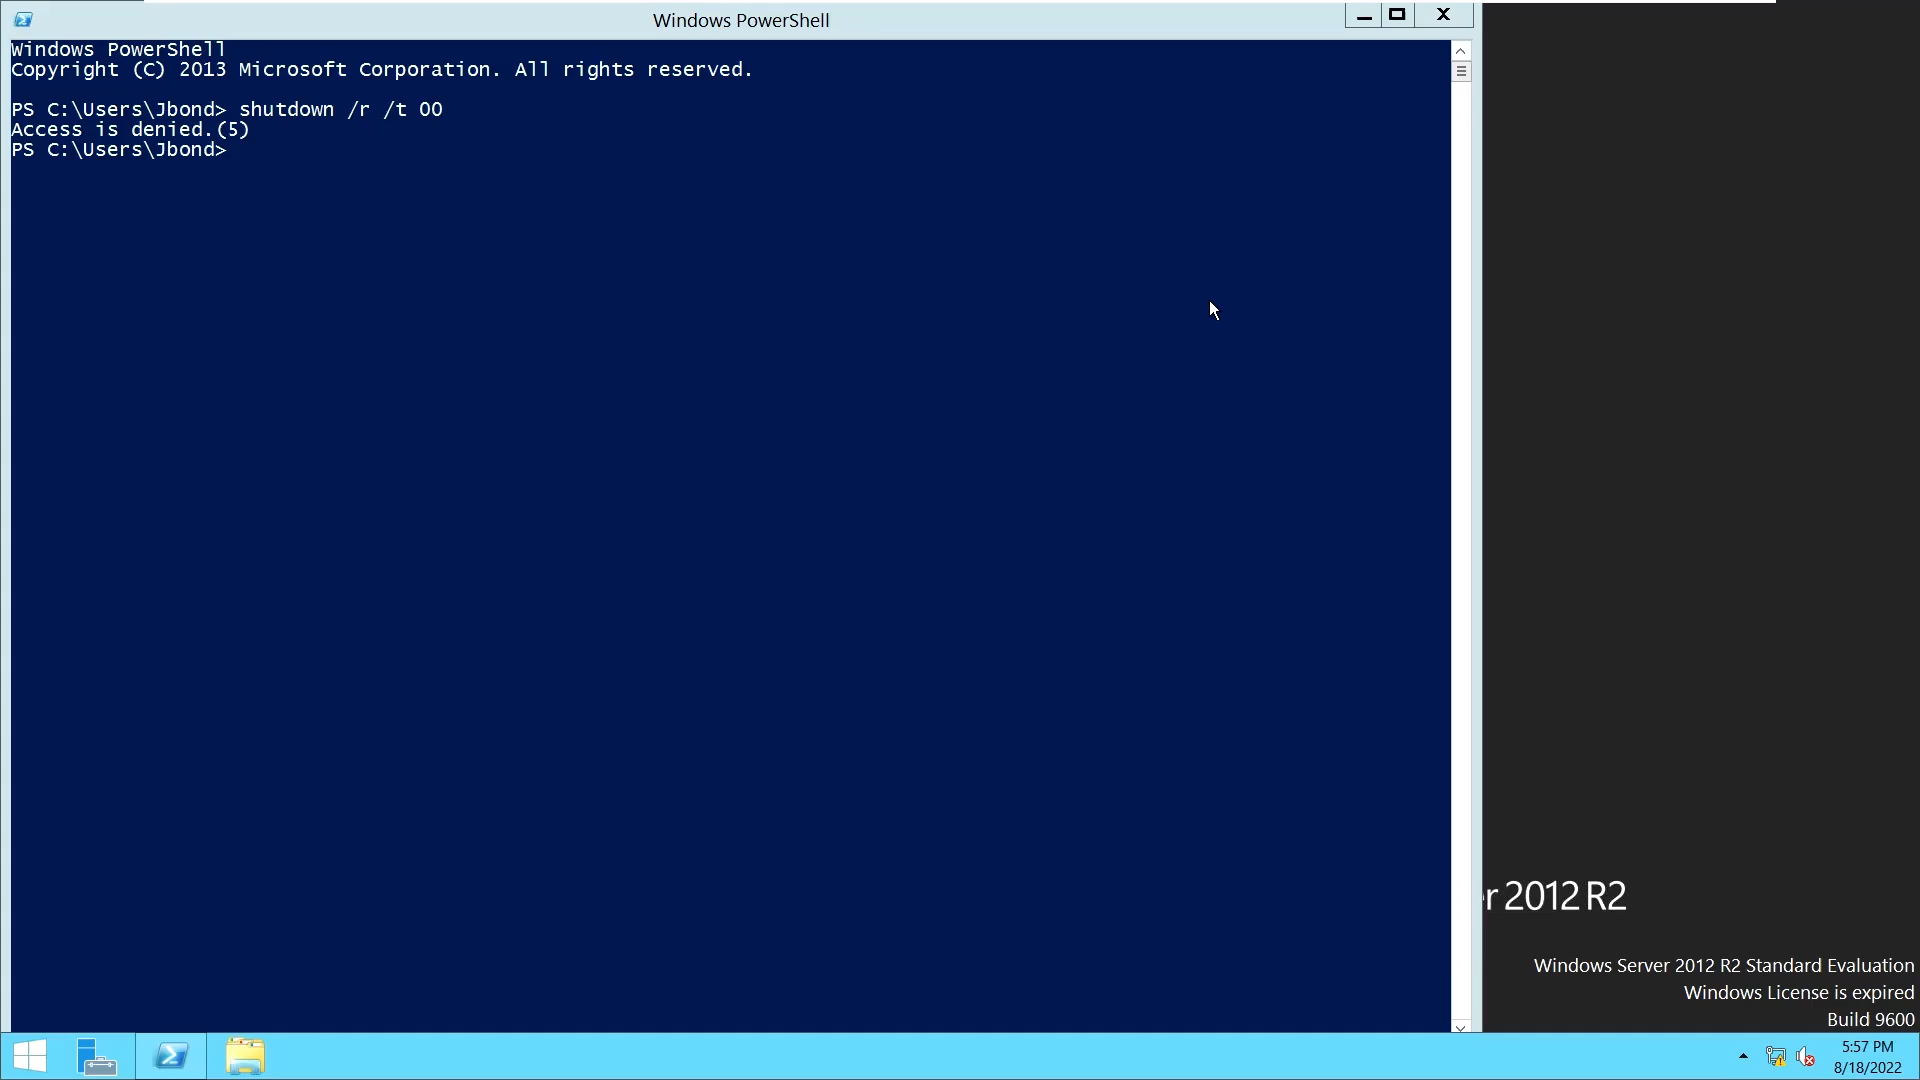 Windows PowerShell
Windows PowerShell
Copyright (C) 2013 Microsoft Corporation. All rights reserved.
PS C:\Users\Jbond> shutdown /r /t 00
Access is denied.(5)
PS C:\Users\Jbond>
r 2012 R2
Windows Server 2012 R2 Standard Evaluation
Windows License is expired
Build 9600
5:57 PM
8/18/2022